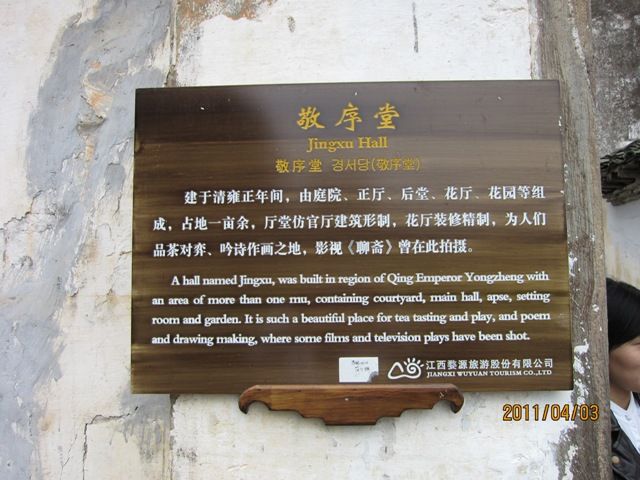 敬序堂
Jingxu Hall
敬序堂 경서당(敬序堂)
建于清雍正年间，由庭院、正厅、后堂、花厅、花园等组
成，占地一亩余，厅堂仿官厅建筑形制，花厅装修精制，为人们
品茶对弈、吟诗作画之地，影视《聊斋》曾在此拍摄。
A hall named Jingxu, was built in region of Qing Emperor Yongzheng with
an area of more than one mu, containing courtyard, main hall, apse, setting
room and garden. It is such a beautiful place for tea tasting and play, and poem
and drawing making, where some films and television plays have been shot.
江西婺源旅游股份有限公司
JIANGXI WUYUAN TOURISM CO.,LTD
2011/04/03